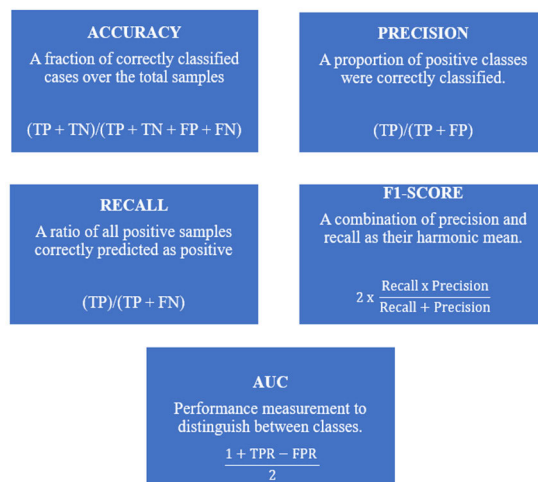 ACCURACY
A fraction of correctly classified
cases over the total samples
(TP + TN)/(TP + TN + FP + FN)
PRECISION
A proportion of positive classes
were correctly classified.
(TP)/(TP + FP)
RECALL
A ratio of all positive samples
correctly predicted as positive
(TP)/(TP + FN)
F1-SCORE
A combination of precision and
recall as their harmonic mean.
2 x Recall x Precision
Recall + Precision
AUC
Performance measurement to
distinguish between classes.
1 + TPR − FPR
2